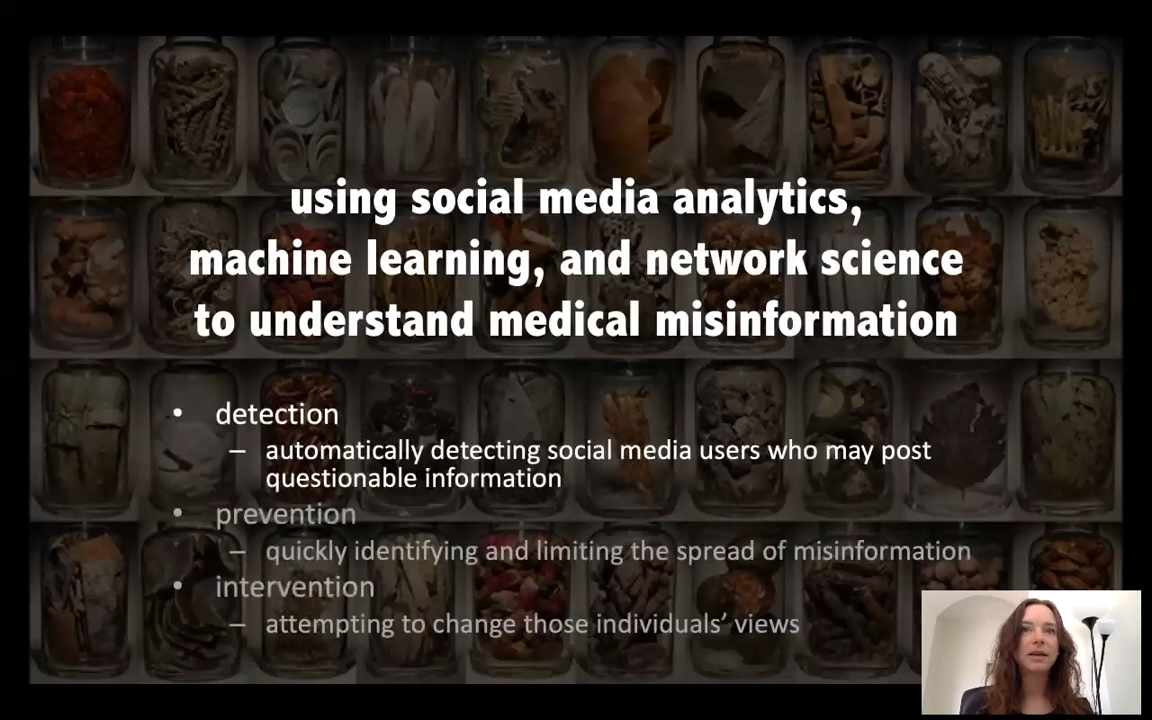 using social media analytics,
machine learning, and network science
to understand medical misinformation
• detection
– automatically detecting social media users who may post
questionable information
• prevention
– quickly identifying and limiting the spread of misinformation
• intervention
– attempting to change those individuals’ views